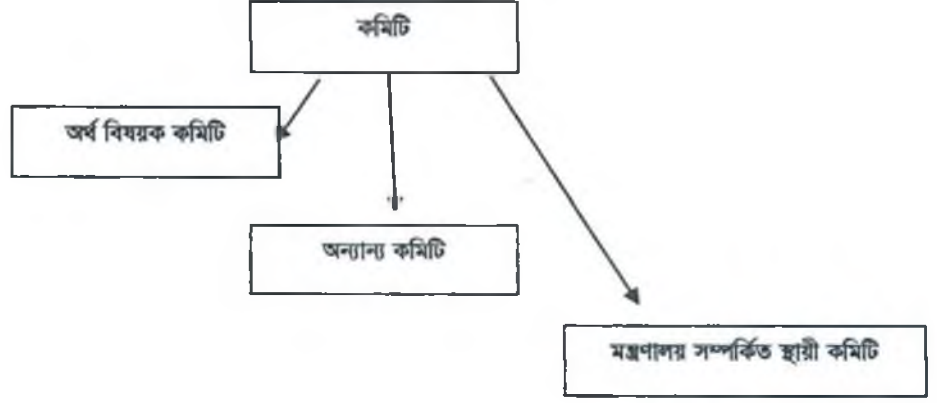 কমিটি
অর্থ বিষয়ক কমিটি
অন্যান্য কমিটি
মন্ত্রণালয় সম্পর্কিত স্থায়ী কমিটি